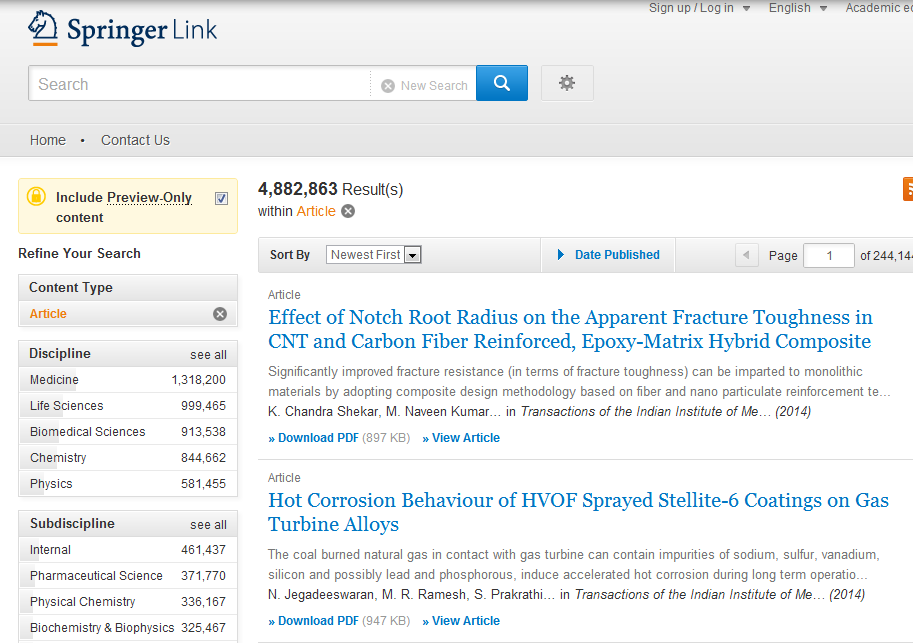 Sign up / Log in English
Springer Link
Search New Search
Home • Contact Us
Include Preview-Only
content
4,882,863 Result(s)
within Article
Refine Your Search
Sort By Newest First Date Published Page 1 of 244,14
Content Type
Article
Discipline see all
Medicine 1,318,200
Life Sciences 999,465
Biomedical Sciences 913,538
Chemistry 844,662
Physics 581,455
Subdiscipline see all
Internal 461,437
Pharmaceutical Science 371,770
Physical Chemistry 336,167
Biochemistry & Biophysics 325,467
Article
Effect of Notch Root Radius on the Apparent Fracture Toughness in
CNT and Carbon Fiber Reinforced, Epoxy-Matrix Hybrid Composite
Significantly improved fracture resistance (in terms of fracture toughness) can be imparted to monolithic
materials by adopting composite design methodology based on fiber and nano particulate reinforcement te...
K. Chandra Shekar, M. Naveen Kumar... in Transactions of the Indian Institute of Me... (2014)
» Download PDF (897 KB) » View Article
Article
Hot Corrosion Behaviour of HVOF Sprayed Stellite-6 Coatings on Gas
Turbine Alloys
The coal burned natural gas in contact with gas turbine can contain impurities of sodium, sulfur, vanadium,
silicon and possibly lead and phosphorous, induce accelerated hot corrosion during long term operatio...
N. Jegadeeswaran, M. R. Ramesh, S. Prakrathi... in Transactions of the Indian Institute of Me... (2014)
» Download PDF (947 KB) » View Article